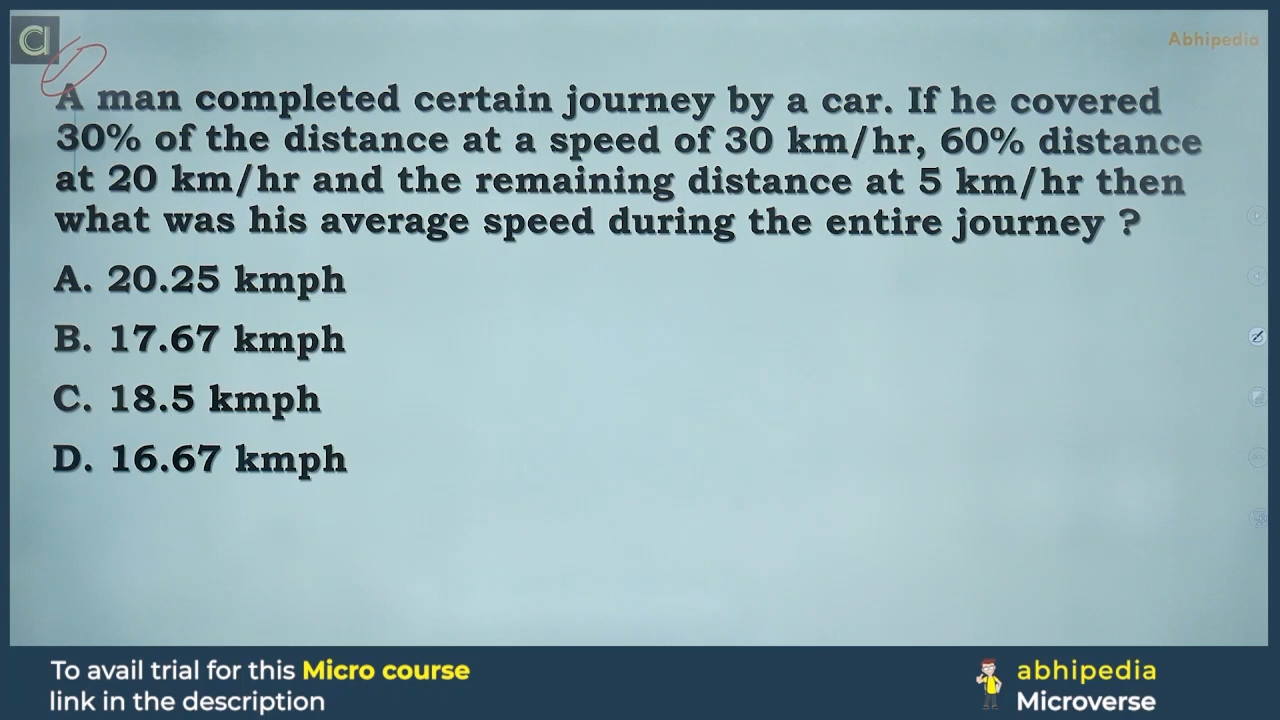 a
Abhipedia
A man completed certain journey by a car. If he covered
30% of the distance at a speed of 30 km/hr, 60% distance
at 20 km/hr and the remaining distance at 5 km/hr then
what was his average speed during the entire journey ?
A. 20.25 kmph
B. 17.67 kmph
C. 18.5 kmph
D. 16.67 kmph
To avail trial for this Micro course
link in the description
abhipedia
Microverse